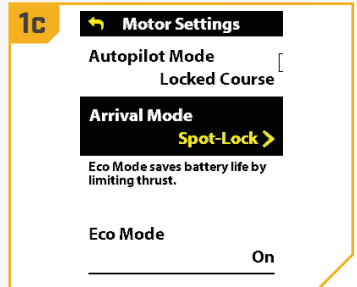 1c
Motor Settings
Autopilot Mode
Locked Course
Arrival Mode
Spot-Lock >
Eco Mode saves battery life by
limiting thrust.
Eco Mode
On